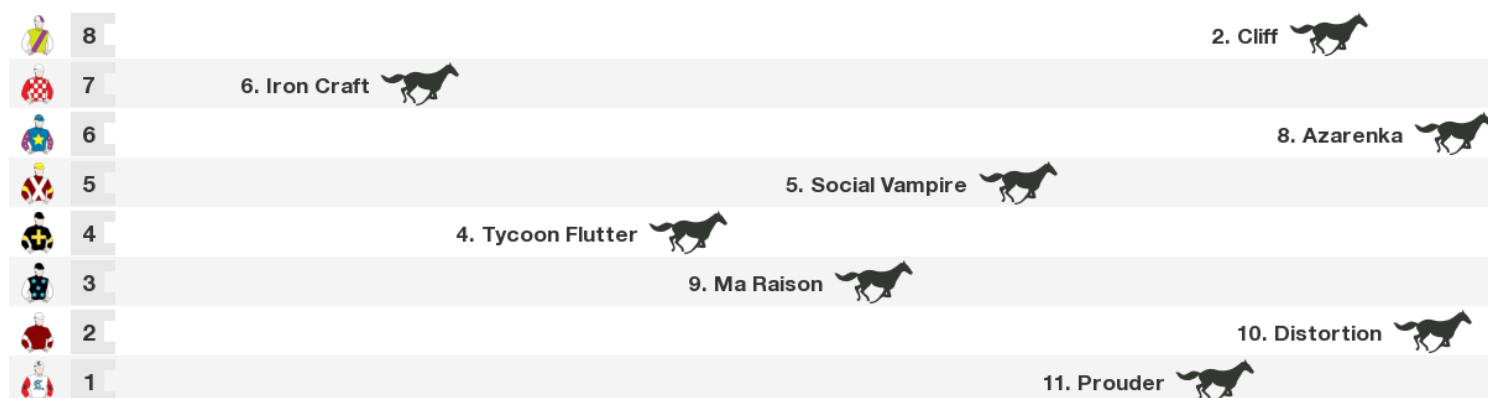 8 2. Cliff
7 6. Iron Craft
6 8. Azarenka
5 5. Social Vampire
4 4. Tycoon Flutter
3 9. Ma Raison
2 10. Distortion
1 11. Prouder